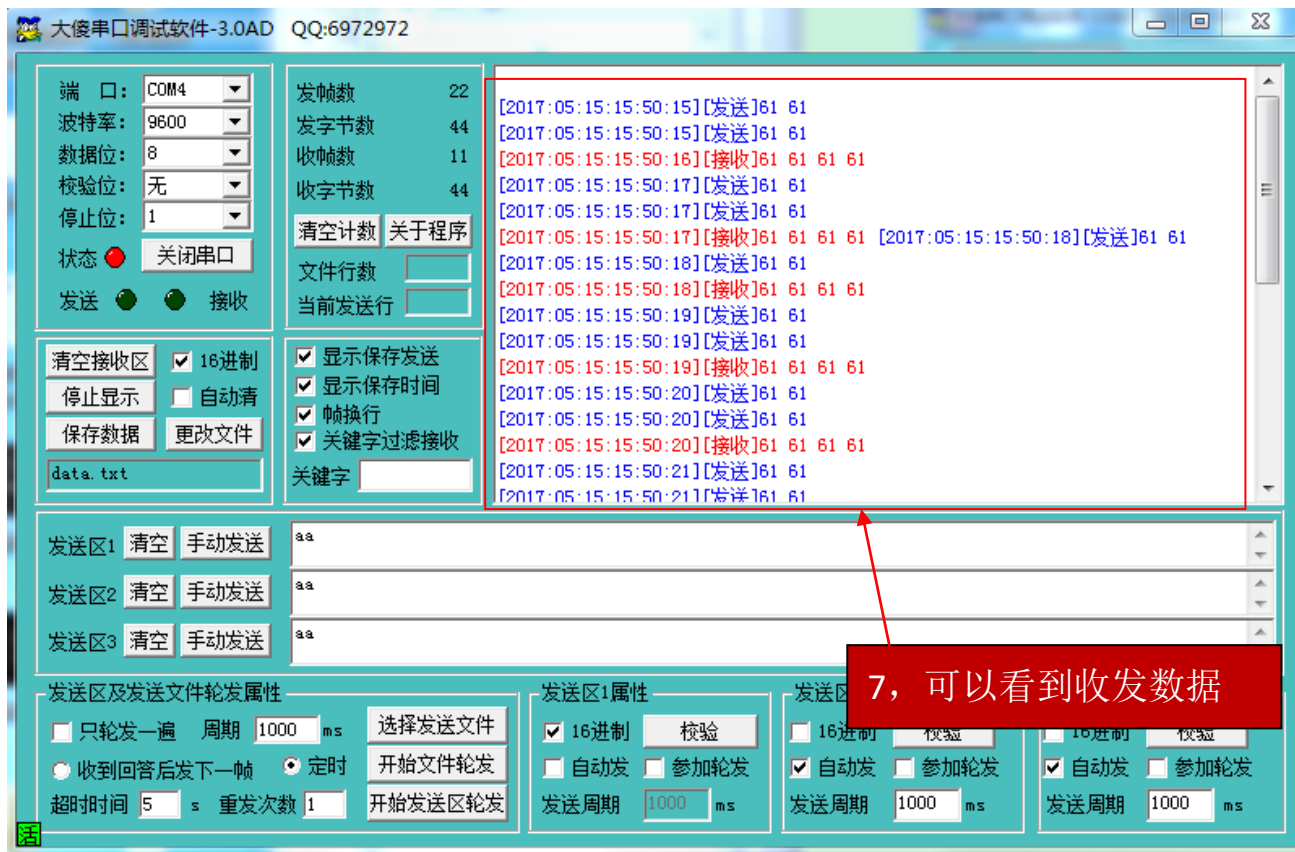 大傻串口调试软件-3.0AD QQ:6972972
端 口: COM4
波特率: 9600
数据位: 8
校验位: 无
停止位: 1
状态 关闭串口
发送 接收
发帧数 22
发字节数 44
收帧数 11
收字节数 44
清空计数 关于程序
文件行数
当前发送行
[2017:05:15:15:50:15][发送]61 61
[2017:05:15:15:50:15][发送]61 61
[2017:05:15:15:50:16][接收]61 61 61 61
[2017:05:15:15:50:17][发送]61 61
[2017:05:15:15:50:17][发送]61 61
[2017:05:15:15:50:17][接收]61 61 61 61 [2017:05:15:15:50:18][发送]61 61
[2017:05:15:15:50:18][发送]61 61
[2017:05:15:15:50:18][接收]61 61 61 61
[2017:05:15:15:50:19][发送]61 61
[2017:05:15:15:50:19][发送]61 61
[2017:05:15:15:50:19][接收]61 61 61 61
[2017:05:15:15:50:20][发送]61 61
[2017:05:15:15:50:20][发送]61 61
[2017:05:15:15:50:20][接收]61 61 61 61
[2017:05:15:15:50:21][发送]61 61
[2017:05:15:15:50:21][发送]61 61
清空接收区 16进制
停止显示 自动清
保存数据 更改文件
data.txt
显示保存发送
显示保存时间
帧换行
关键字过滤接收
关键字
发送区1 清空 手动发送 aa
发送区2 清空 手动发送 aa
发送区3 清空 手动发送 aa
7，可以看到收发数据
发送区及发送文件轮发属性
只轮发一遍 周期 1000 ms 选择发送文件
收到回答后发下一帧 定时 开始文件轮发
超时时间 5 s 重发次数 1 开始发送区轮发
发送区1属性
16进制 校验
自动发 参加轮发
发送周期 1000 ms
发送区
16进制 校验
自动发 参加轮发
发送周期 1000 ms
16进制 校验
自动发 参加轮发
发送周期 1000 ms
活